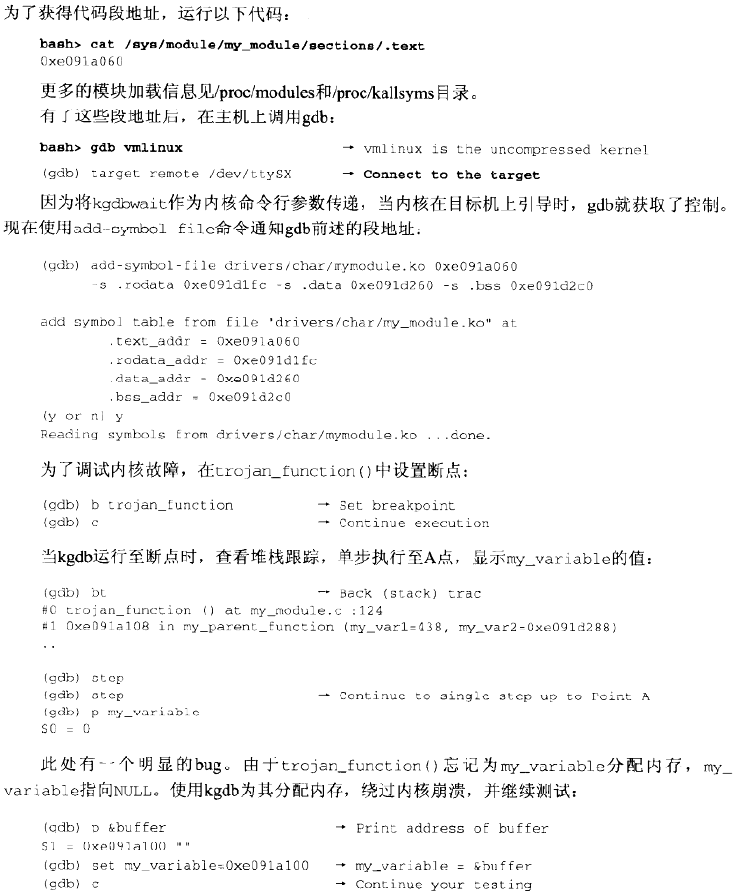 为了获得代码段地址，运行以下代码：
bash> cat /sys/module/my_module/sections/.text
0xe091a060
更多的模块加载信息见/proc/modules和/proc/kallsyms目录。
有了这些段地址后，在主机上调用gdb：
bash> gdb vmlinux → vmlinux is the uncompressed kernel
(gdb) target remote /dev/ttySX → Connect to the target
因为将kgdbwait作为内核命令行参数传递，当内核在目标机上引导时，gdb就获取了控制。
现在使用add-symbol file命令通知gdb前述的段地址：
(gdb) add-symbol-file drivers/char/mymodule.ko 0xe091a060
-s .rodata 0xe091d1fc -s .data 0xe091d260 -s .bss 0xe091d2c0
add symbol table from file "drivers/char/my_module.ko" at
.text_addr = 0xe091a060
.rodata_addr = 0xe091d1fc
.data_addr = 0xe091d260
.bss_addr = 0xe091d2c0
(y or n) y
Reading symbols from drivers/char/mymodule.ko ...done.
为了调试内核故障，在trojan_function()中设置断点：
(gdb) b trojan_function → Set breakpoint
(gdb) c → Continue execution
当kgdb运行至断点时，查看堆栈跟踪，单步执行至A点，显示my_variable的值：
(gdb) bt → Back (stack) trac
#0 trojan_function () at my_module.c :124
#1 0xe091a108 in my_parent_function (my_var1=438, my_var2=0xe091d288)
..
(gdb) step
(gdb) step → Continue to single step up to Point A
(gdb) p my_variable
$0 = 0
此处有一个明显的bug。由于trojan_function()忘记为my_variable分配内存，my_
variable指向NULL。使用kgdb为其分配内存，绕过内核崩溃，并继续测试：
(gdb) p &buffer → Print address of buffer
$1 = 0xe091a100 ""
(gdb) set my_variable=0xe091a100 → my_variable = &buffer
(gdb) c → Continue your testing